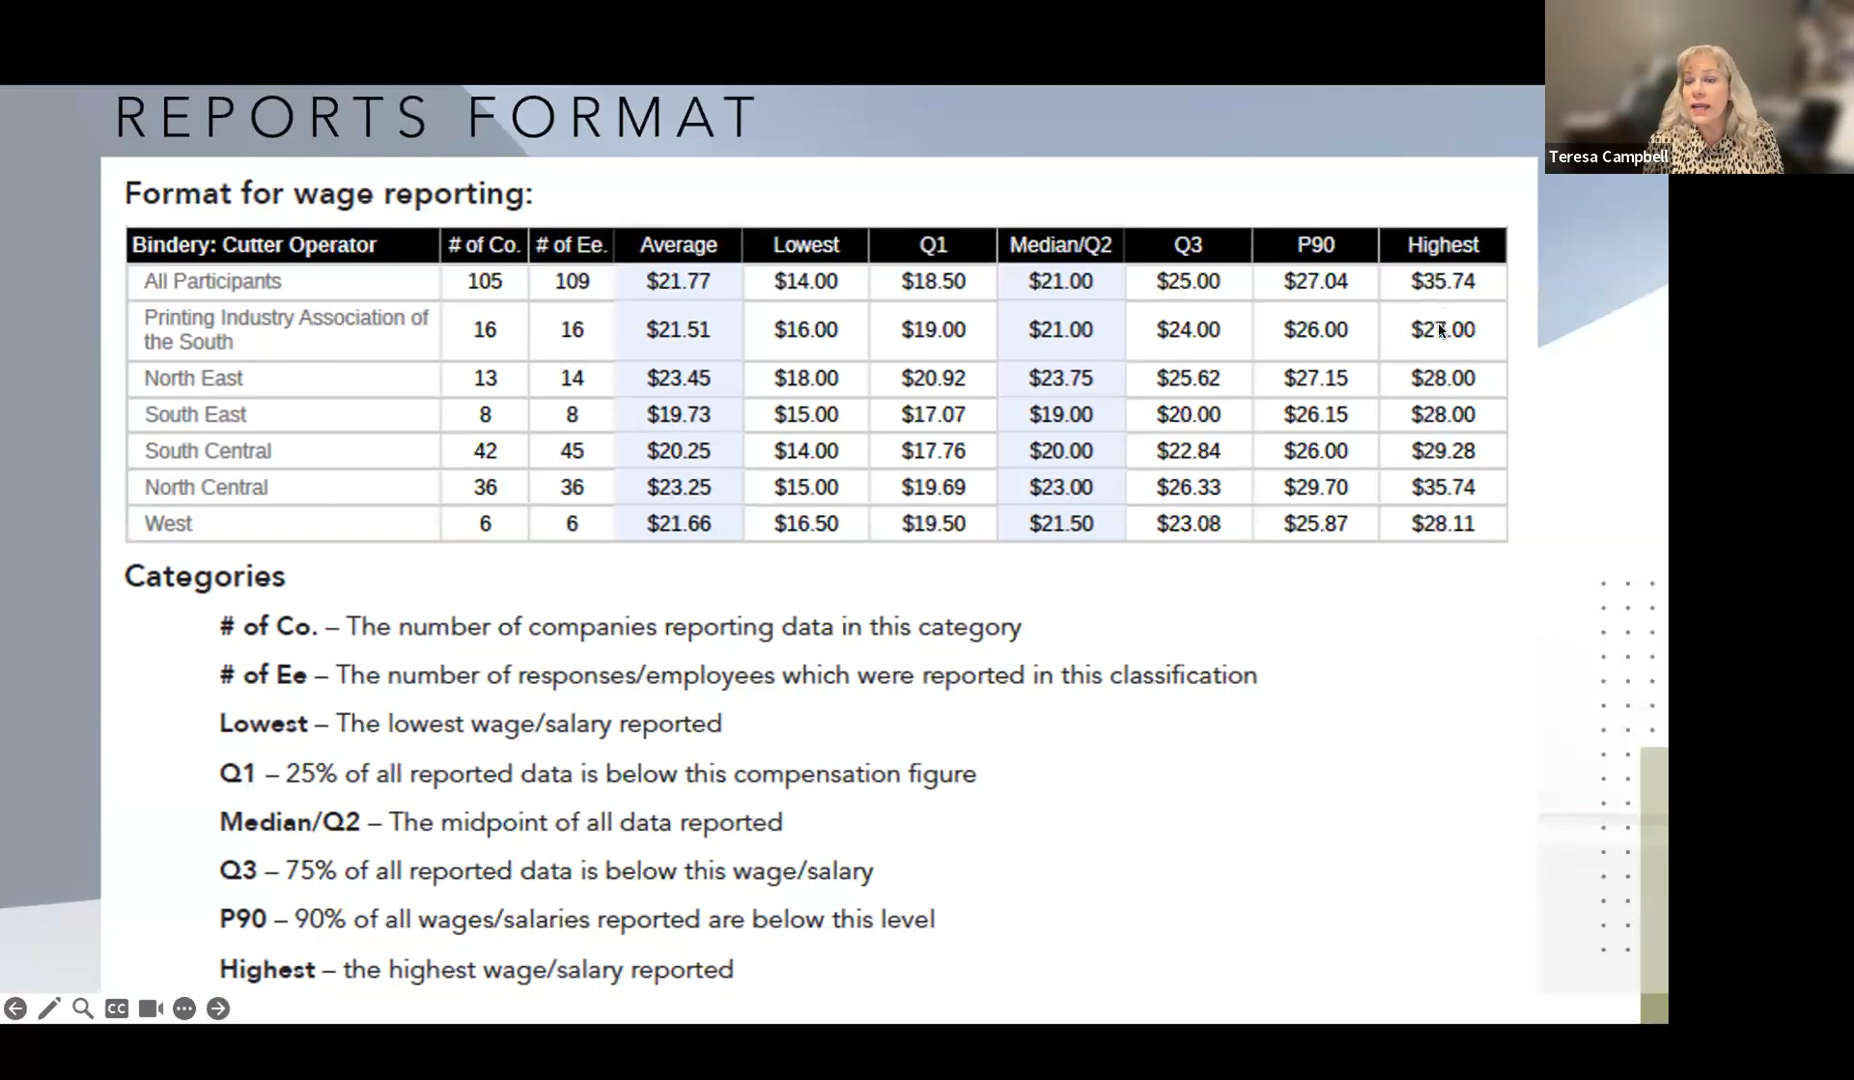 REPORTS FORMAT
Teresa Campbell
Format for wage reporting:
Bindery: Cutter Operator # of Co. # of Ee. Average Lowest Q1 Median/Q2 Q3 P90 Highest
All Participants 105 109 $21.77 $14.00 $18.50 $21.00 $25.00 $27.04 $35.74
Printing Industry Association of
the South 16 16 $21.51 $16.00 $19.00 $21.00 $24.00 $26.00
North East 13 14 $23.45 $18.00 $20.92 $23.75 $25.62 $27.15 $28.00
South East 8 8 $19.73 $15.00 $17.07 $19.00 $20.00 $26.15 $28.00
South Central 42 45 $20.25 $14.00 $17.76 $20.00 $22.84 $26.00 $29.28
North Central 36 36 $23.25 $15.00 $19.69 $23.00 $26.33 $29.70 $35.74
West 6 6 $21.66 $16.50 $19.50 $21.50 $23.08 $25.87 $28.11
Categories
# of Co. – The number of companies reporting data in this category
# of Ee – The number of responses/employees which were reported in this classification
Lowest – The lowest wage/salary reported
Q1 – 25% of all reported data is below this compensation figure
Median/Q2 – The midpoint of all data reported
Q3 – 75% of all reported data is below this wage/salary
P90 – 90% of all wages/salaries reported are below this level
Highest – the highest wage/salary reported
CC